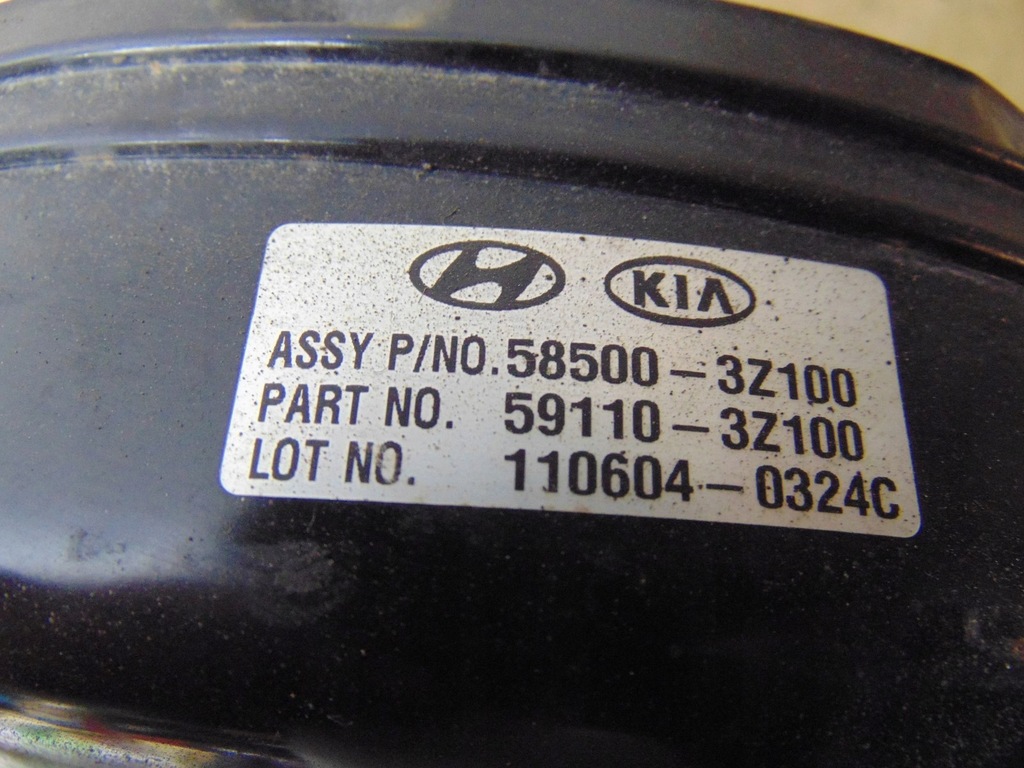 KIA
ASSY P/NO. 58500-3Z100
PART NO. 59110-3Z100
LOT NO. 110604-0324C